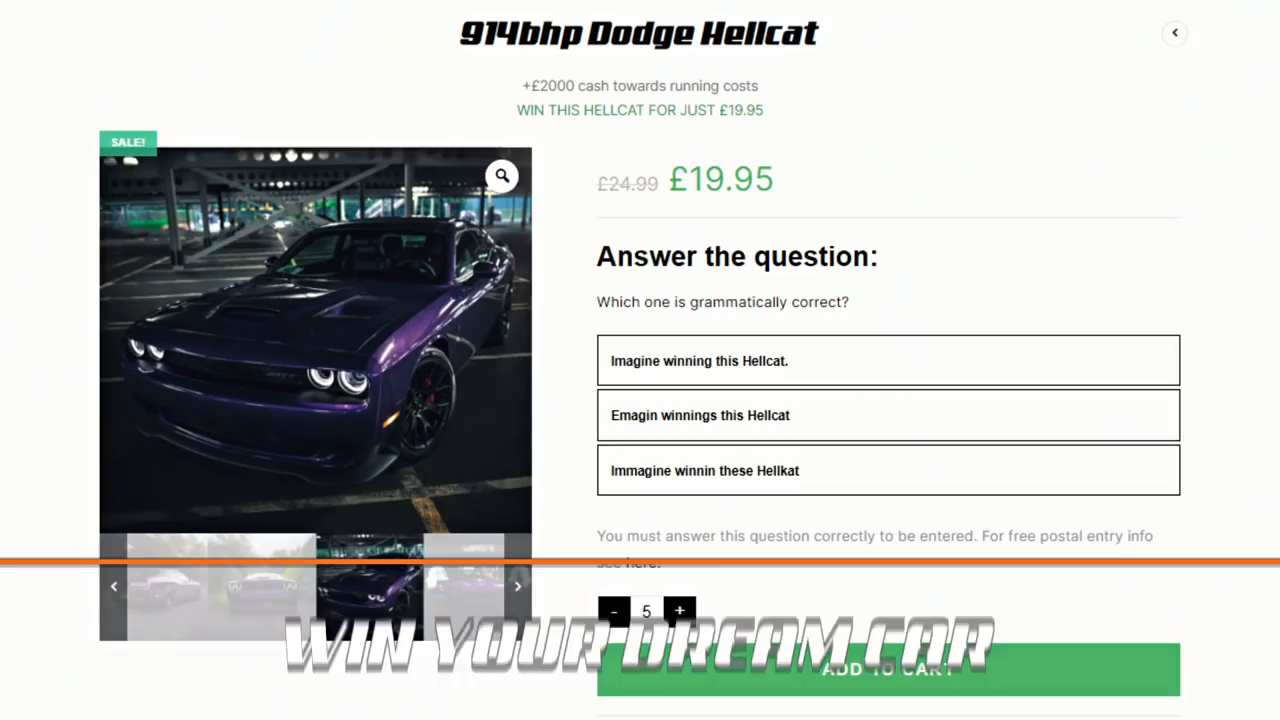 914bhp Dodge Hellcat
+£2000 cash towards running costs
WIN THIS HELLCAT FOR JUST £19.95
SALE!
£24.99 £19.95
Answer the question:
Which one is grammatically correct?
Imagine winning this Hellcat.
Emagin winnings this Hellcat
Immagine winnin these Hellkat
You must answer this question correctly to be entered. For free postal entry info
see here.
- 5 +
WIN YOUR DREAM CAR
ADD TO CART